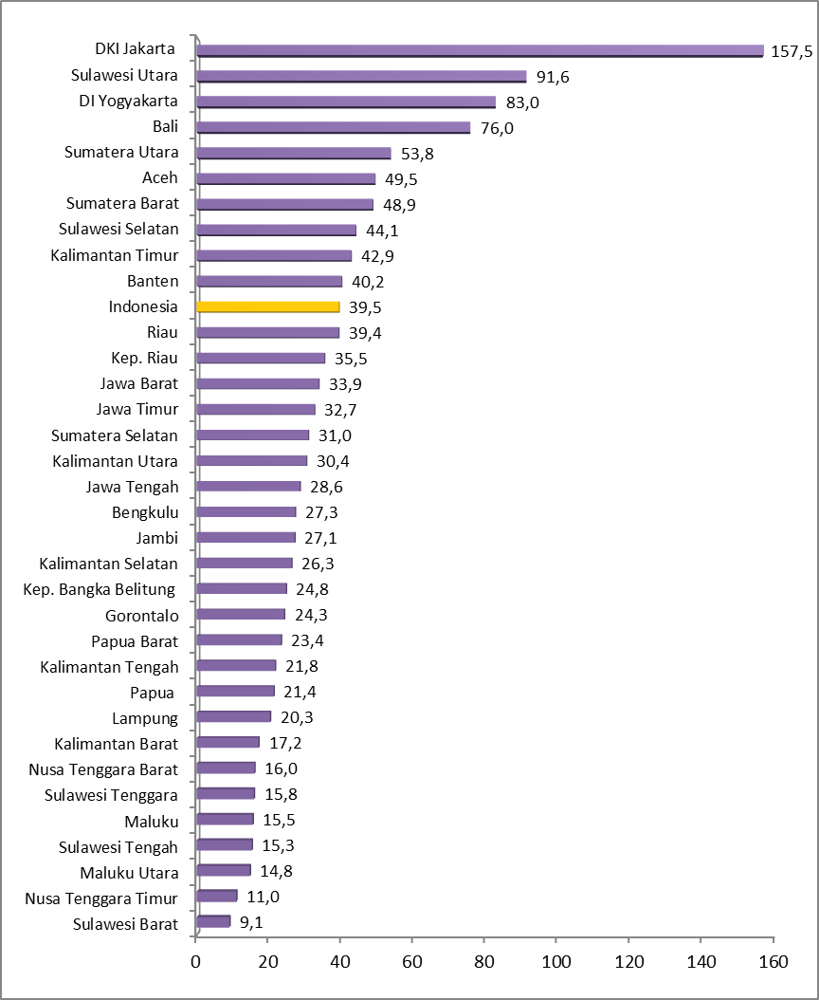 DKI Jakarta 157,5
Sulawesi Utara 91,6
DI Yogyakarta 83,0
Bali 76,0
Sumatera Utara 53,8
Aceh 49,5
Sumatera Barat 48,9
Sulawesi Selatan 44,1
Kalimantan Timur 42,9
Banten 40,2
Indonesia 39,5
Riau 39,4
Kep. Riau 35,5
Jawa Barat 33,9
Jawa Timur 32,7
Sumatera Selatan 31,0
Kalimantan Utara 30,4
Jawa Tengah 28,6
Bengkulu 27,3
Jambi 27,1
Kalimantan Selatan 26,3
Kep. Bangka Belitung 24,8
Gorontalo 24,3
Papua Barat 23,4
Kalimantan Tengah 21,8
Papua 21,4
Lampung 20,3
Kalimantan Barat 17,2
Nusa Tenggara Barat 16,0
Sulawesi Tenggara 15,8
Maluku 15,5
Sulawesi Tengah 15,3
Maluku Utara 14,8
Nusa Tenggara Timur 11,0
Sulawesi Barat 9,1
0 20 40 60 80 100 120 140 160